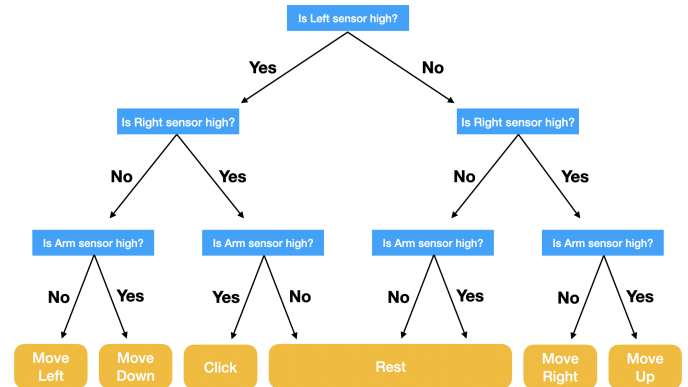 Is Left sensor high?
Yes
No
Is Right sensor high?
Is Right sensor high?
No
Yes
No
Yes
Is Arm sensor high?
Is Arm sensor high?
Is Arm sensor high?
Is Arm sensor high?
No
Yes
Yes
No
No
Yes
No
Yes
Move
Left
Move
Down
Click
Rest
Move
Right
Move
Up